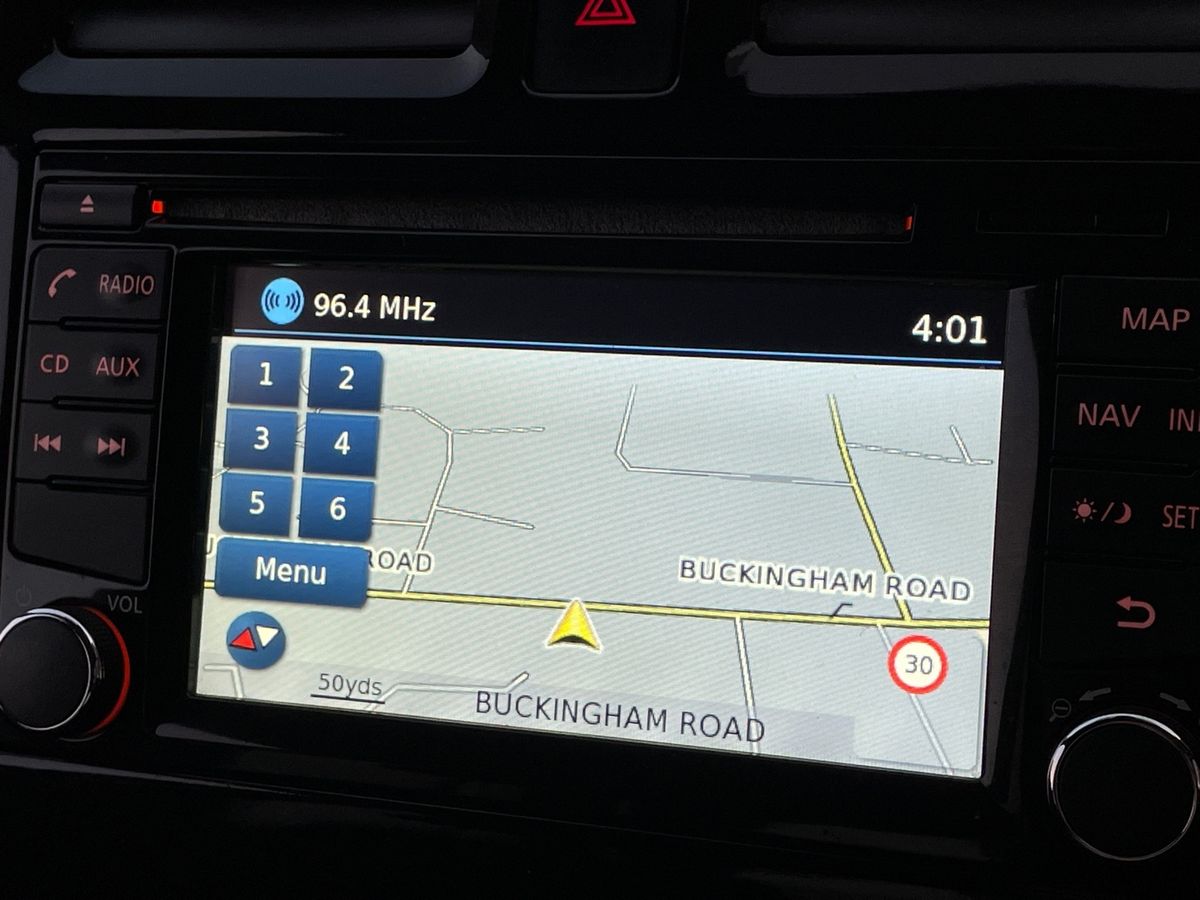 RADIO
CD AUX
VOL
96.4 MHz
4:01
1 2
3 4
5 6
Menu
ROAD
BUCKINGHAM ROAD
30
50yds
BUCKINGHAM ROAD
MAP
NAV
SET